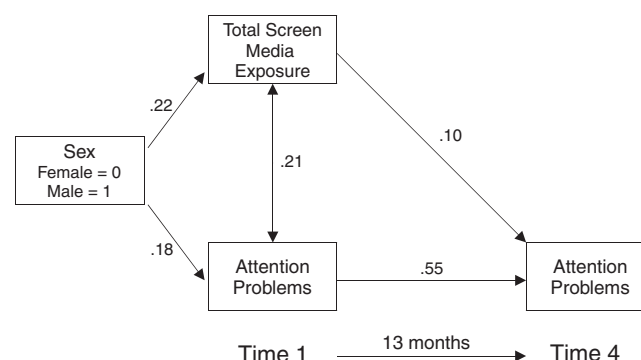 Total Screen
Media
Exposure
.22
.10
Sex
Female = 0
Male = 1
.21
.18
Attention
Problems
.55
Attention
Problems
Time 1
13 months
Time 4